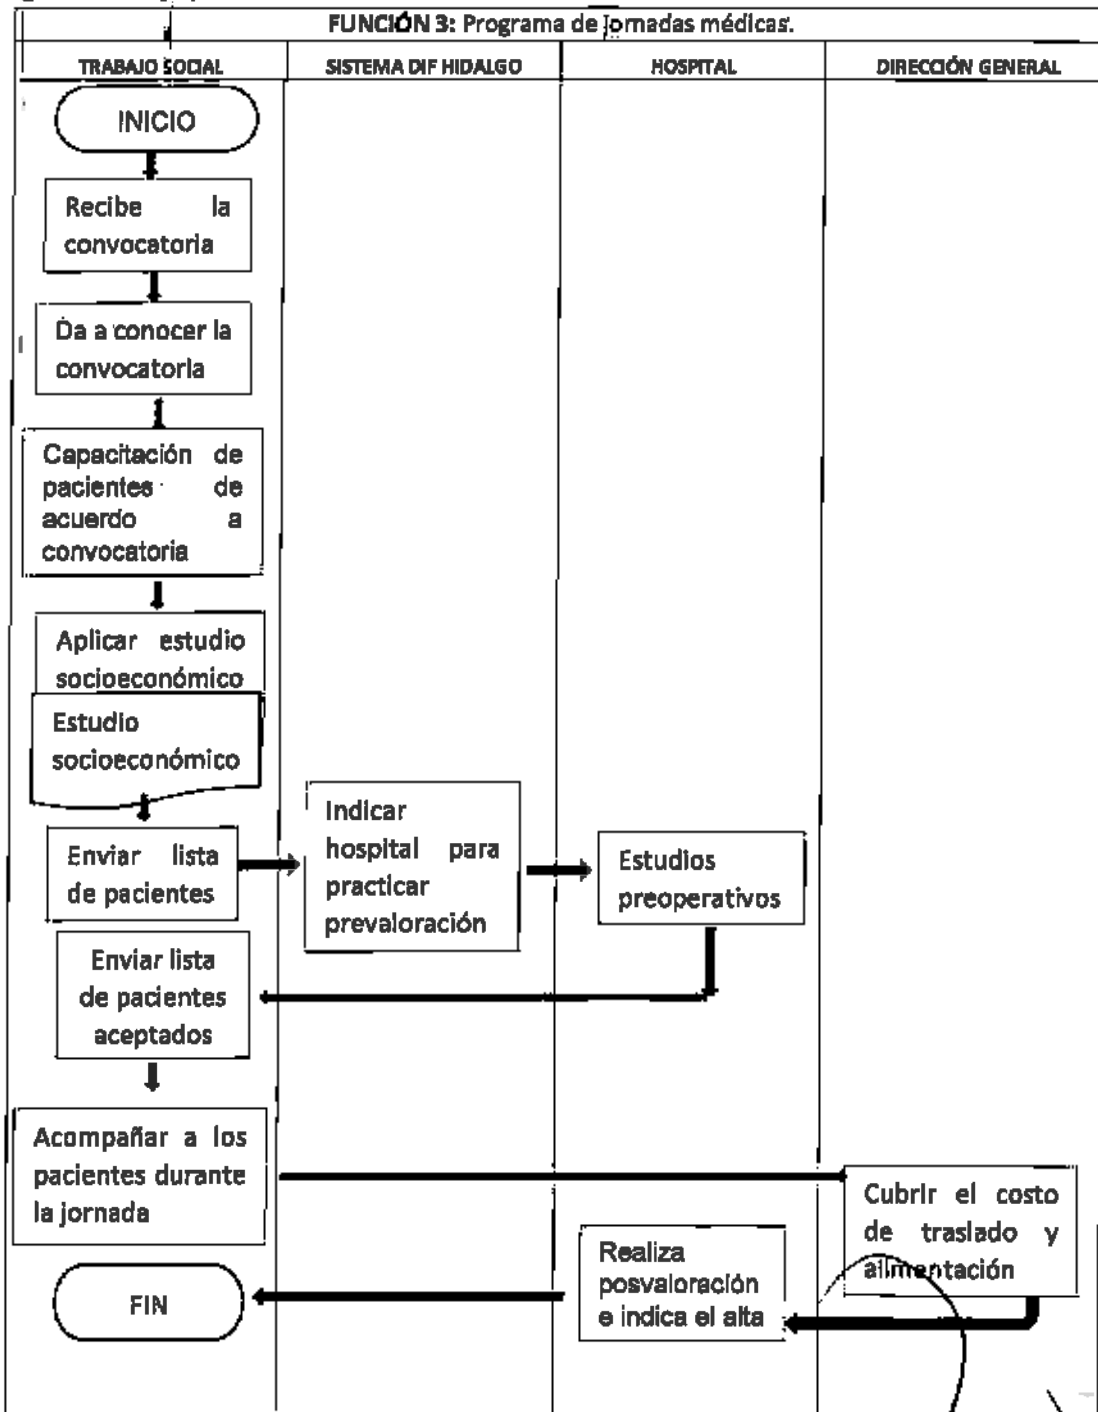 FUNCIÓN 3: Programa de Jornadas médicas.
TRABAJO SOCIAL
SISTEMA DIF HIDALGO
HOSPITAL
DIRECCIÓN GENERAL
INICIO
Recibe la
convocatoria
Da a conocer la
convocatoria
Capacitación de
pacientes de
acuerdo a
convocatoria
Aplicar estudio
socioeconómico
Estudio
socioeconómico
Enviar lista
de pacientes
Indicar
hospital para
practicar
prevaloración
Estudios
preoperativos
Enviar lista
de pacientes
aceptados
Acompañar a los
pacientes durante
la jornada
Cubrir el costo
de traslado y
alimentación
Realiza
posvaloración
e indica el alta
FIN